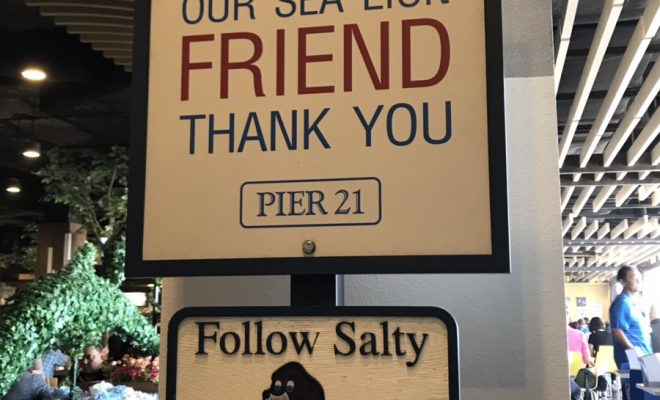 OUR SEA LION
FRIEND
THANK YOU
PIER 21
Follow Salty